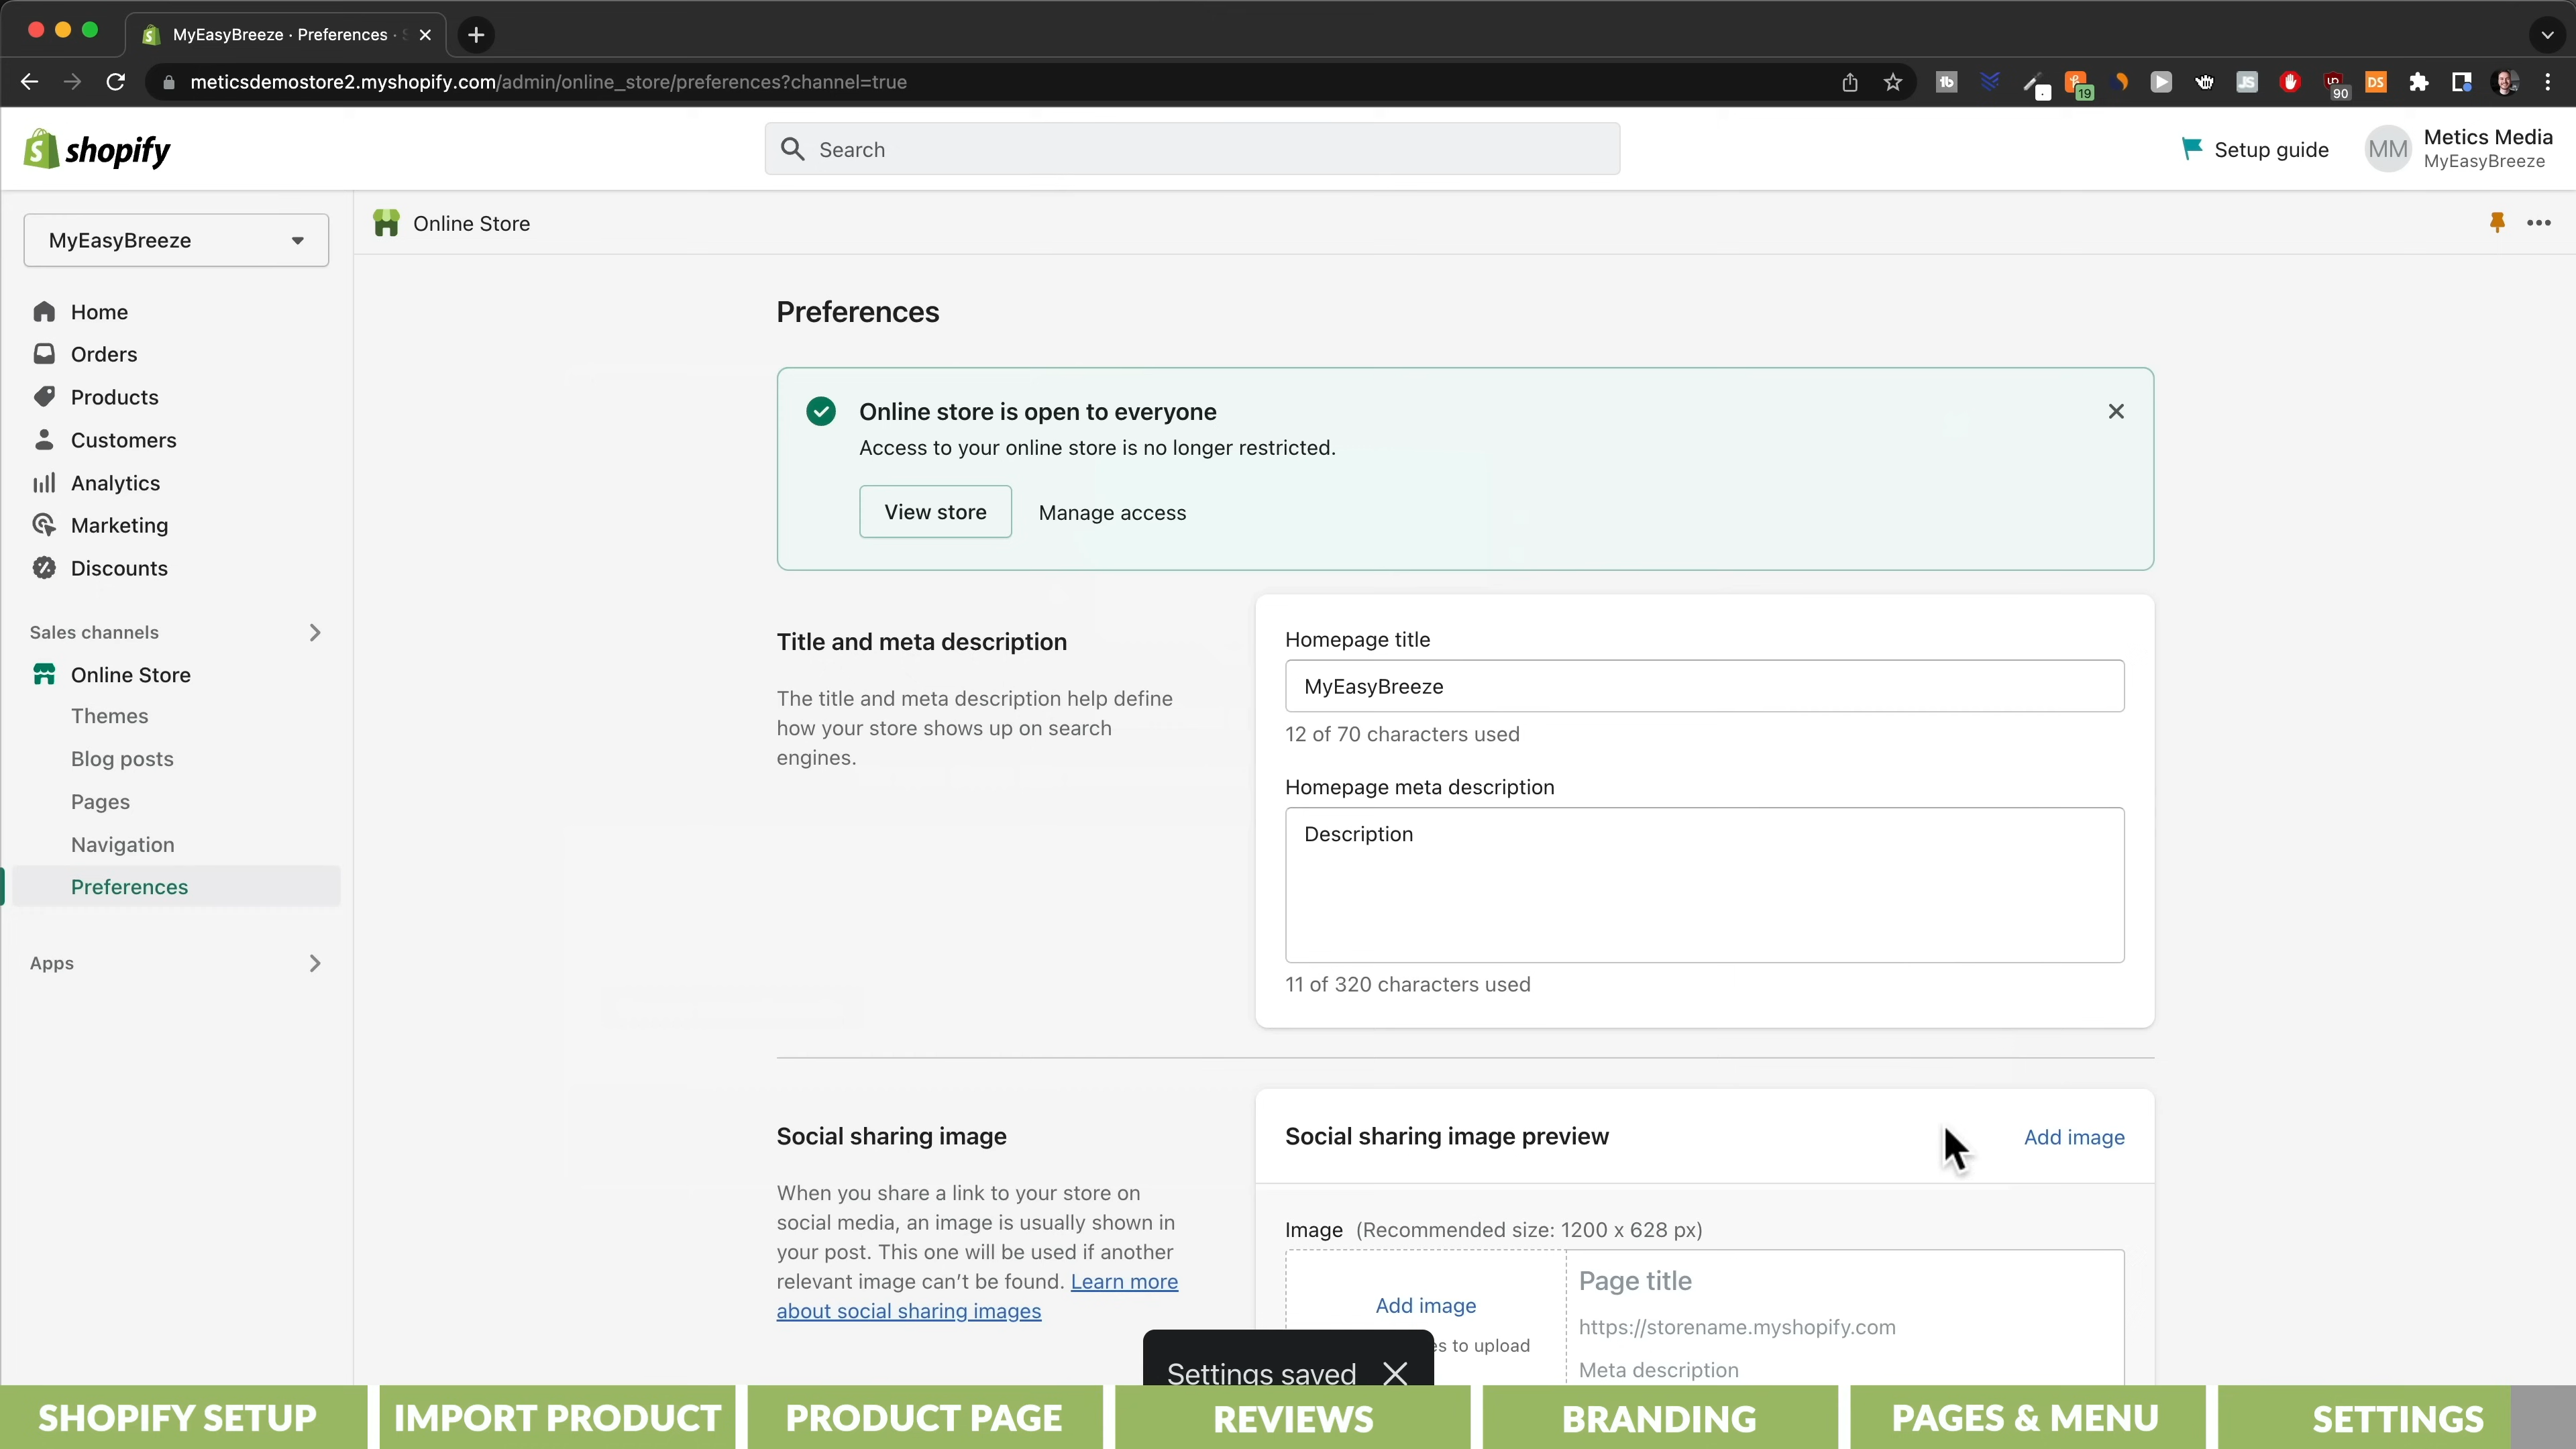 MyEasyBreeze · Preferences ·
meticsdemostore2.myshopify.com/admin/online_store/preferences?channel=true
19
90
DS
JS
shopify
Search
Setup guide
MM
Metics Media
MyEasyBreeze
MyEasyBreeze
Online Store
Home
Orders
Products
Customers
Analytics
Marketing
Discounts
Sales channels
Online Store
Themes
Blog posts
Pages
Navigation
Preferences
Apps
Preferences
Online store is open to everyone
Access to your online store is no longer restricted.
View store
Manage access
Title and meta description
The title and meta description help define
how your store shows up on search
engines.
Homepage title
MyEasyBreeze
12 of 70 characters used
Homepage meta description
Description
11 of 320 characters used
Social sharing image
When you share a link to your store on
social media, an image is usually shown in
your post. This one will be used if another
relevant image can't be found. Learn more
about social sharing images
Social sharing image preview
Add image
Image (Recommended size: 1200 x 628 px)
Add image
to upload
Page title
https://storename.myshopify.com
Meta description
Settings saved
SHOPIFY SETUP
IMPORT PRODUCT
PRODUCT PAGE
REVIEWS
BRANDING
PAGES & MENU
SETTINGS